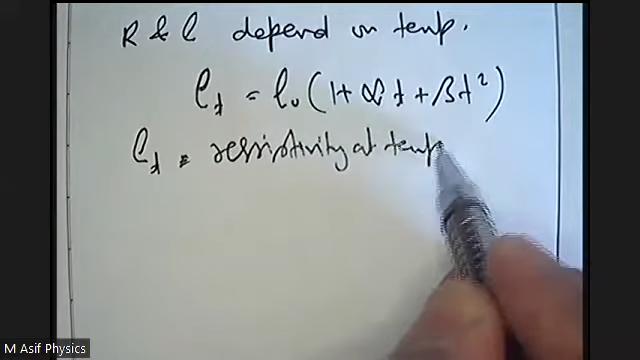 R & ρ depend on temp.
ρt = ρ₀ (1 + αt + βt²)
ρt = resistivity at temp
M Asif Physics